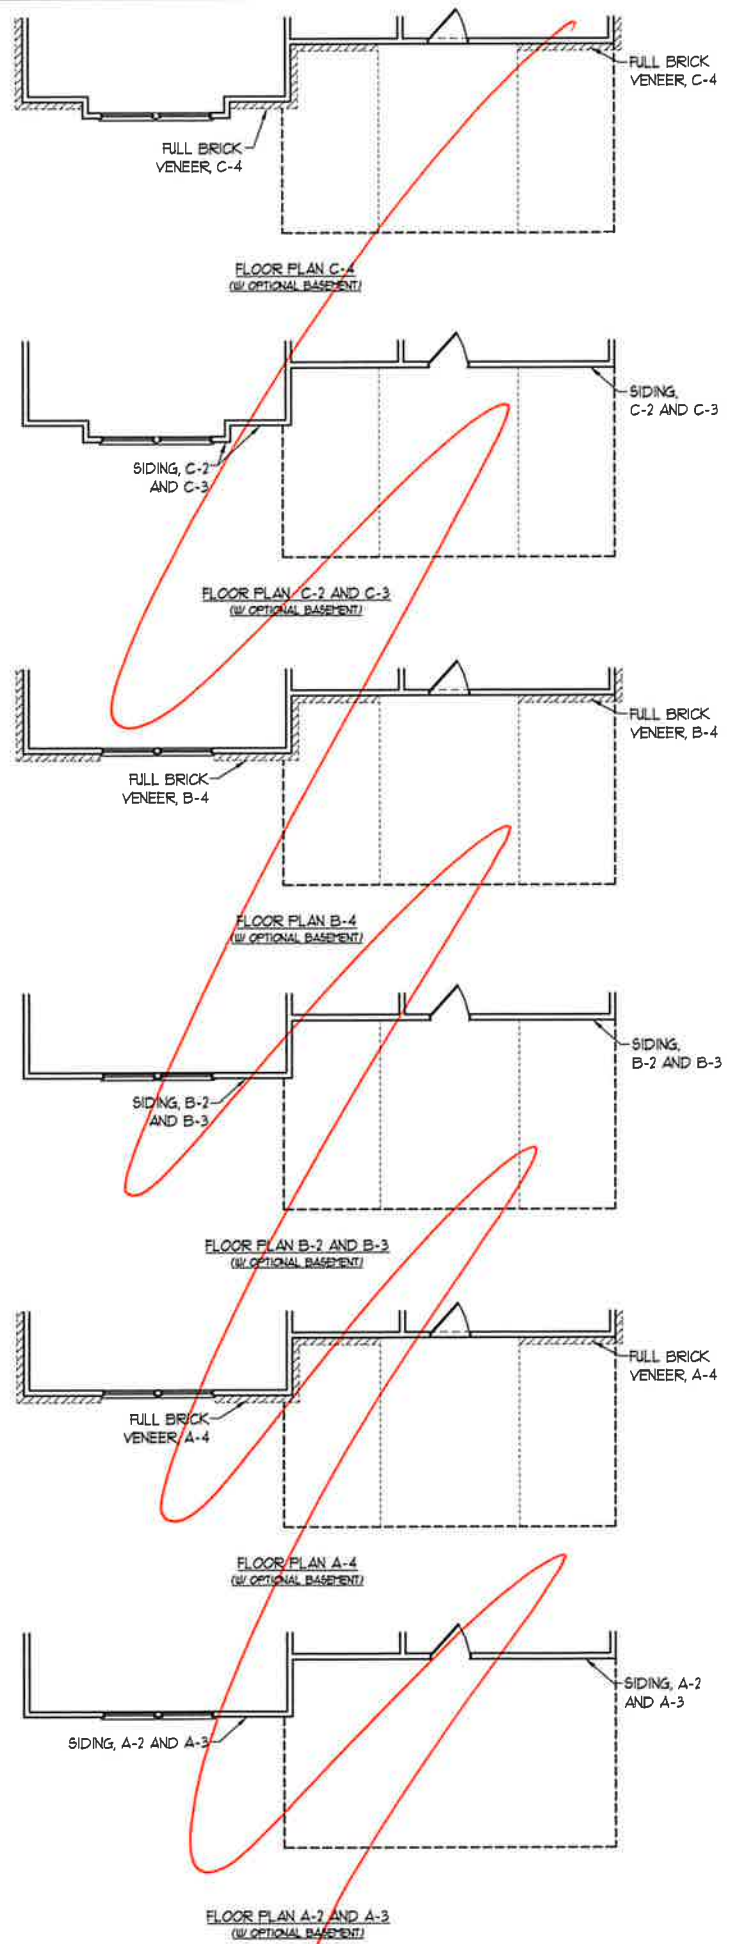 FULL BRICK
VENEER, C-4
FULL BRICK
VENEER, C-4
FLOOR PLAN C-4
(W/ OPTIONAL BASEMENT)
SIDING,
C-2 AND C-3
SIDING, C-2
AND C-3
FLOOR PLAN C-2 AND C-3
(W/ OPTIONAL BASEMENT)
FULL BRICK
VENEER, B-4
FULL BRICK
VENEER, B-4
FLOOR PLAN B-4
(W/ OPTIONAL BASEMENT)
SIDING,
B-2 AND B-3
SIDING, B-2
AND B-3
FLOOR PLAN B-2 AND B-3
(W/ OPTIONAL BASEMENT)
FULL BRICK
VENEER, A-4
FULL BRICK
VENEER, A-4
FLOOR PLAN A-4
(W/ OPTIONAL BASEMENT)
SIDING, A-2
AND A-3
SIDING, A-2 AND A-3
FLOOR PLAN A-2 AND A-3
(W/ OPTIONAL BASEMENT)